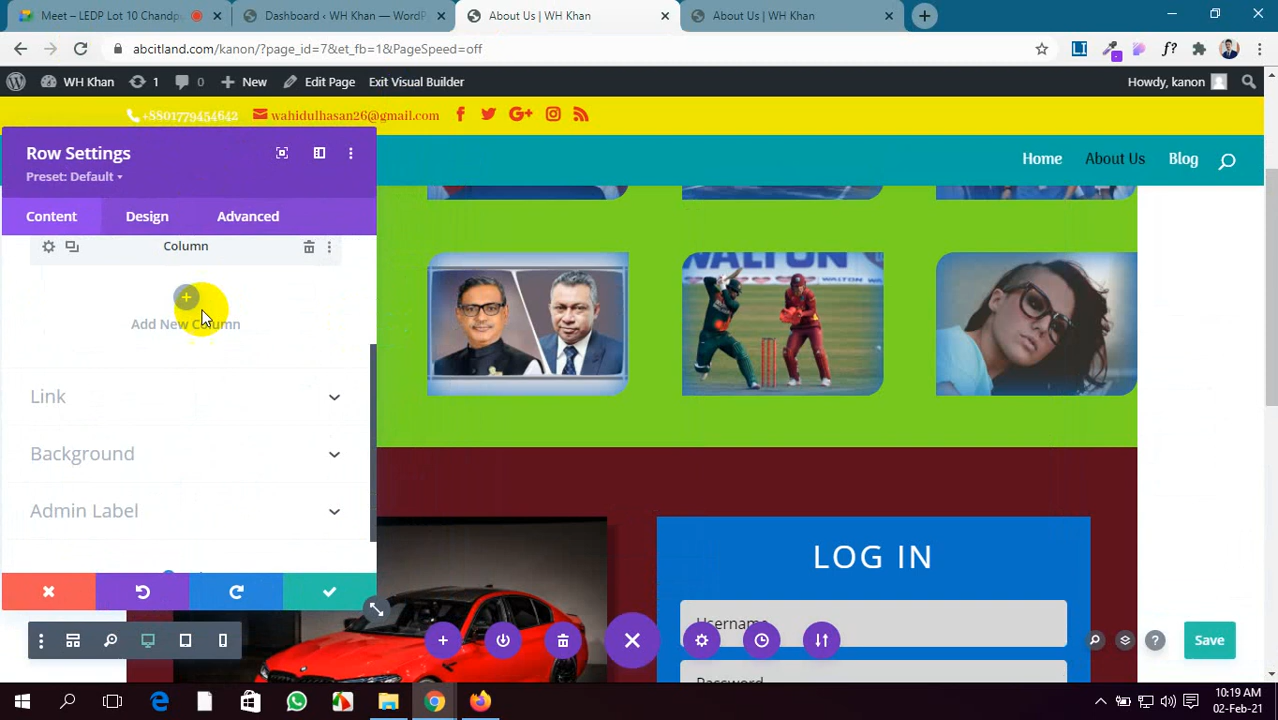 Meet – LEDP Lot 10 Chandp
Dashboard ‹ WH Khan — WordP
About Us | WH Khan
About Us | WH Khan
abcitland.com/kanon/?page_id=7&et_fb=1&PageSpeed=off
WH Khan
1
0
New
Edit Page
Exit Visual Builder
Howdy, kanon
+8801779454642
wahidulhasan26@gmail.com
Row Settings
Preset: Default
Home
About Us
Blog
Content
Design
Advanced
Column
Add New Column
WALTON
WALTON
Link
Background
Admin Label
LOG IN
Username
Password
Save
10:19 AM
02-Feb-21